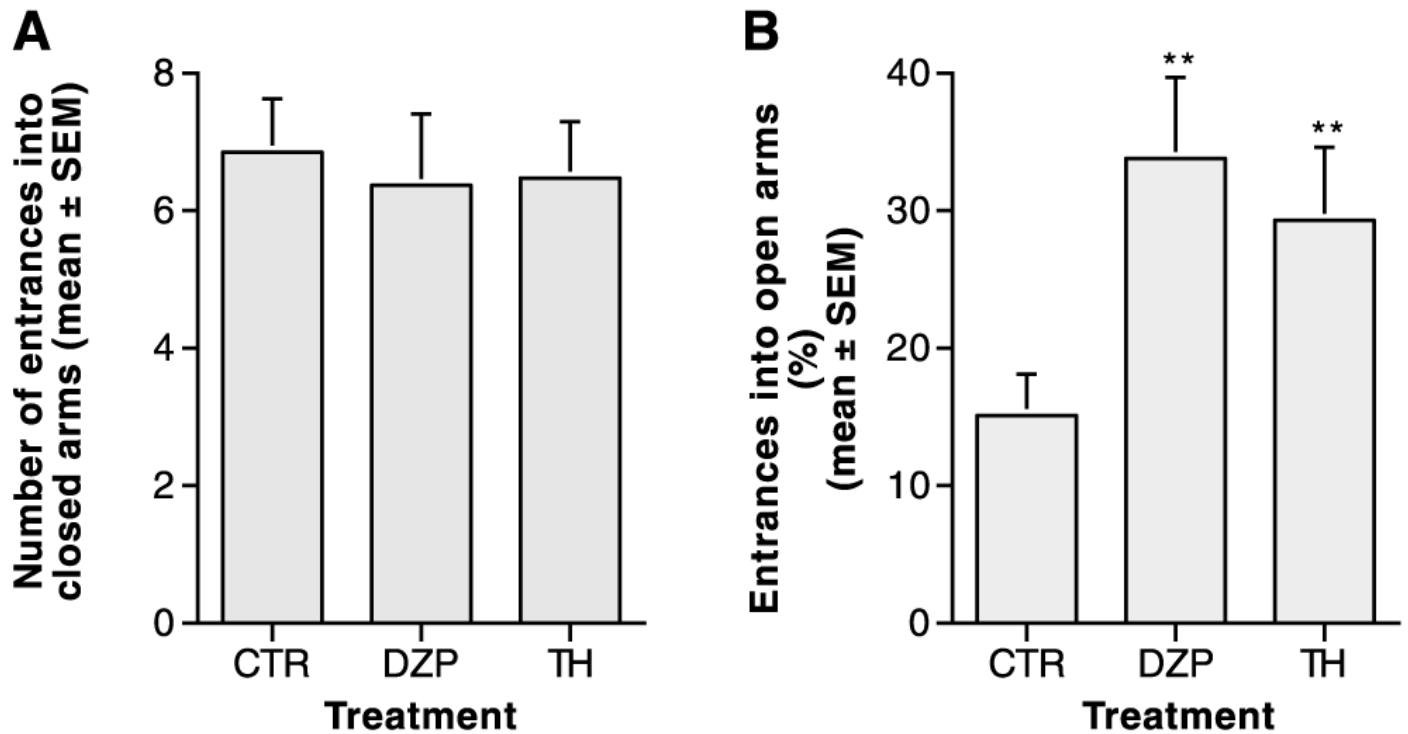 A
Number of entrances into
closed arms (mean ± SEM)
8
6
4
2
0
CTR DZP TH
Treatment
B
Entrances into open arms
(%)
(mean ± SEM)
40
30
20
10
0
**
**
CTR DZP TH
Treatment